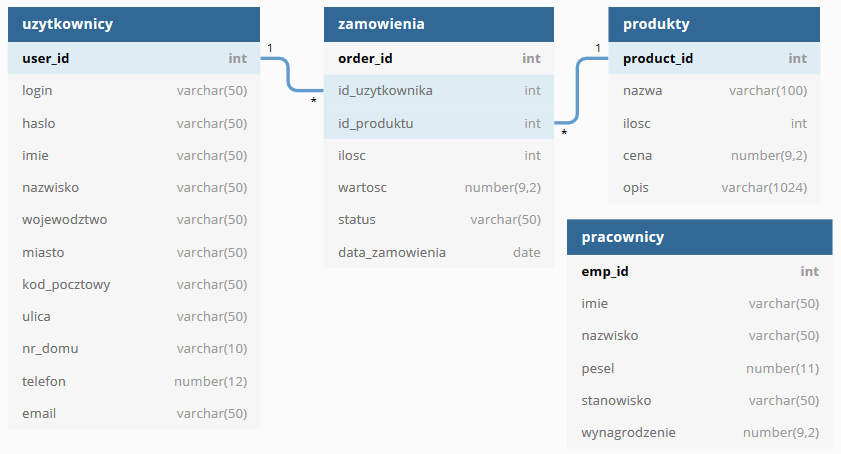 uzytkownicy
user_id int
login varchar(50)
haslo varchar(50)
imie varchar(50)
nazwisko varchar(50)
wojewodztwo varchar(50)
miasto varchar(50)
kod_pocztowy varchar(50)
ulica varchar(50)
nr_domu varchar(10)
telefon number(12)
email varchar(50)
1
*
zamowienia
order_id int
id_uzytkownika int
id_produktu int
ilosc int
wartosc number(9,2)
status varchar(50)
data_zamowienia date
1
*
produkty
product_id int
nazwa varchar(100)
ilosc int
cena number(9,2)
opis varchar(1024)
pracownicy
emp_id int
imie varchar(50)
nazwisko varchar(50)
pesel number(11)
stanowisko varchar(50)
wynagrodzenie number(9,2)